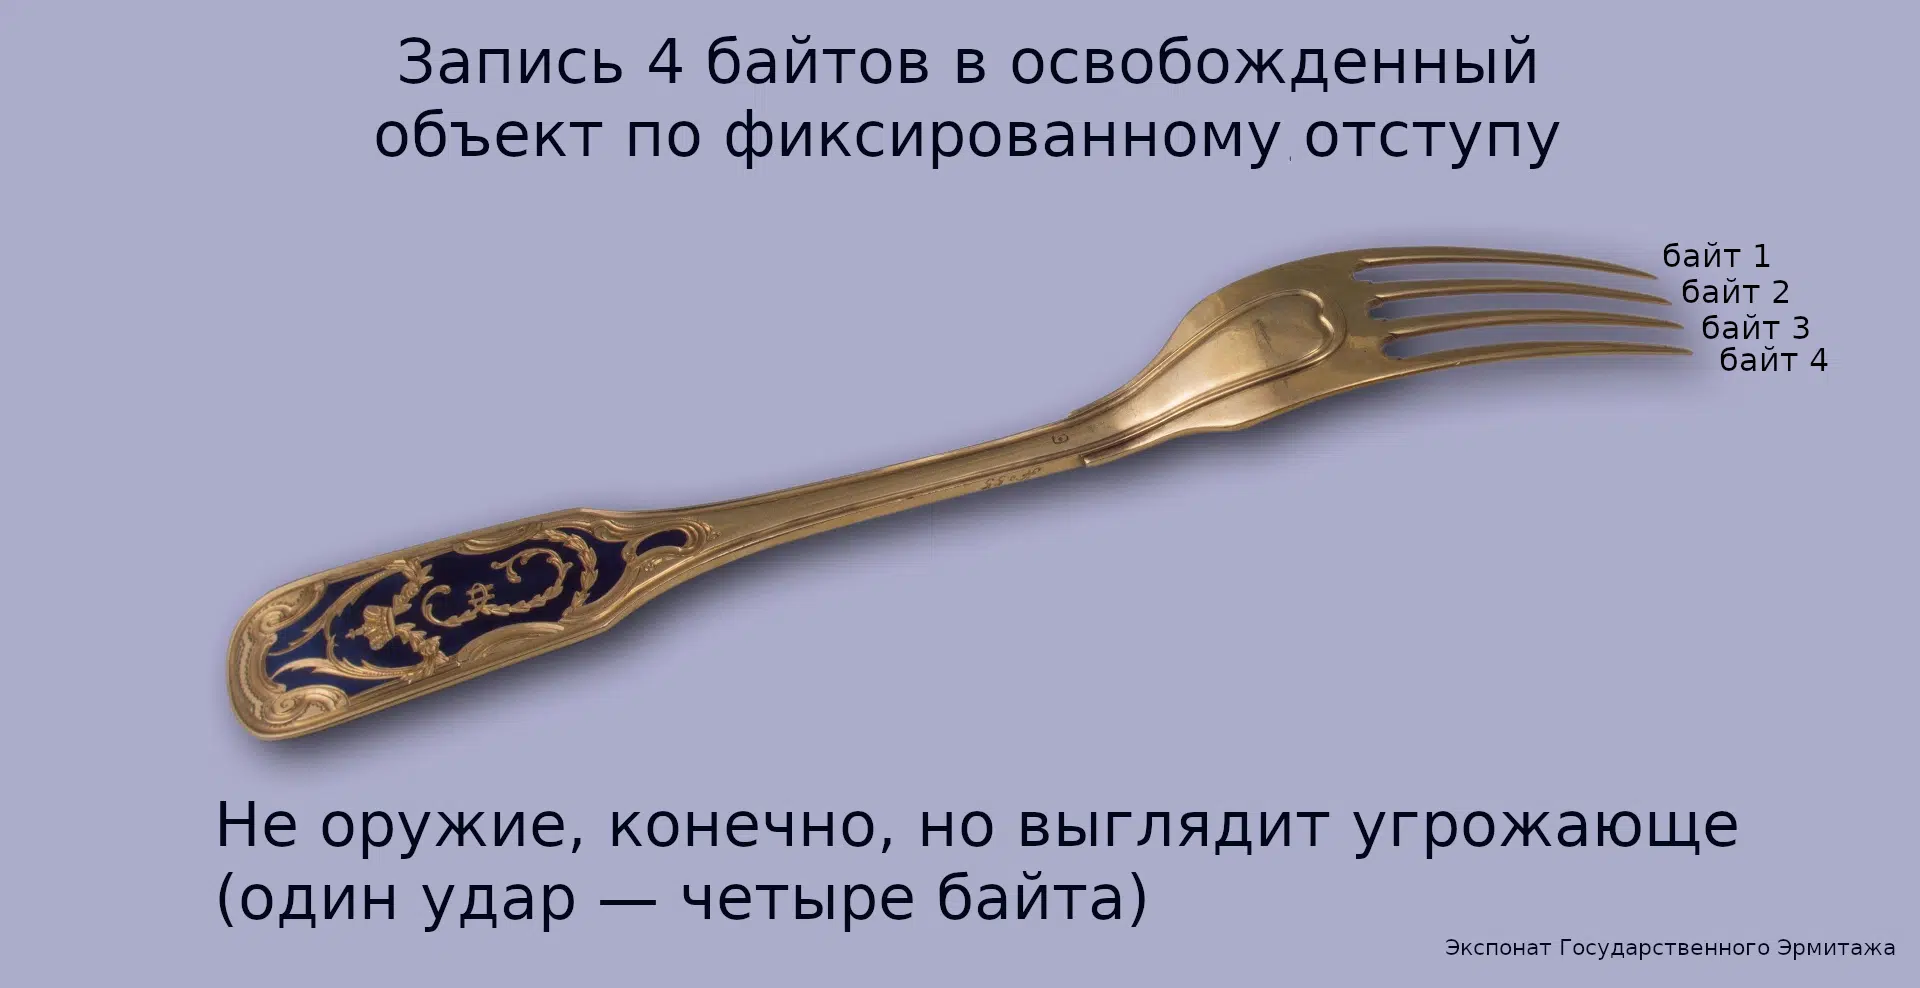 Запись 4 байтов в освобожденный
объект по фиксированному отступу
байт 1
байт 2
байт 3
байт 4
Не оружие, конечно, но выглядит угрожающе
(один удар — четыре байта)
Экспонат Государственного Эрмитажа